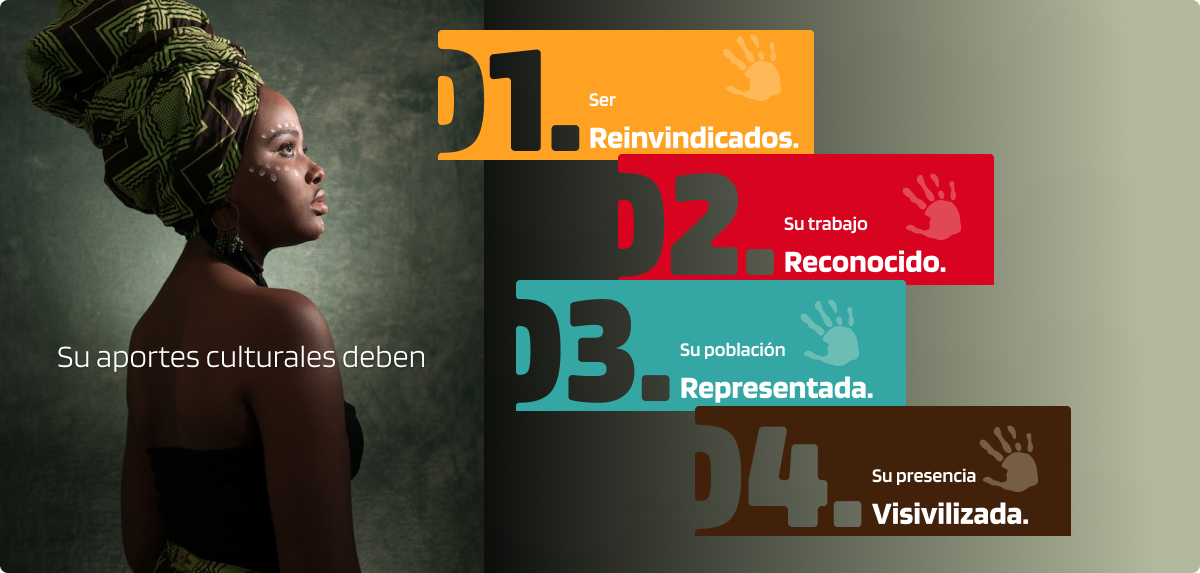 Su aportes culturales deben
01.
Ser
Reinvindicados.
02.
Su trabajo
Reconocido.
03.
Su población
Representada.
04.
Su presencia
Visivilizada.